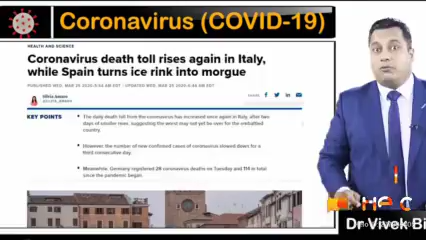 Coronavirus (COVID-19)
HEALTH AND SCIENCE
Coronavirus death toll rises again in Italy,
while Spain turns ice rink into morgue
SHARE
KEY POINTS
The daily death toll from the coronavirus has increased once again in Italy, after two
days of smaller rises, suggesting the worst may not yet be over for the embattled
country.
However, the number of new confirmed cases of coronavirus slowed down for a
third consecutive day.
Meanwhile, Germany registered
coronavirus deaths on Tuesday and 114 in total
since the pandemic began.
Dr Vivek Bi